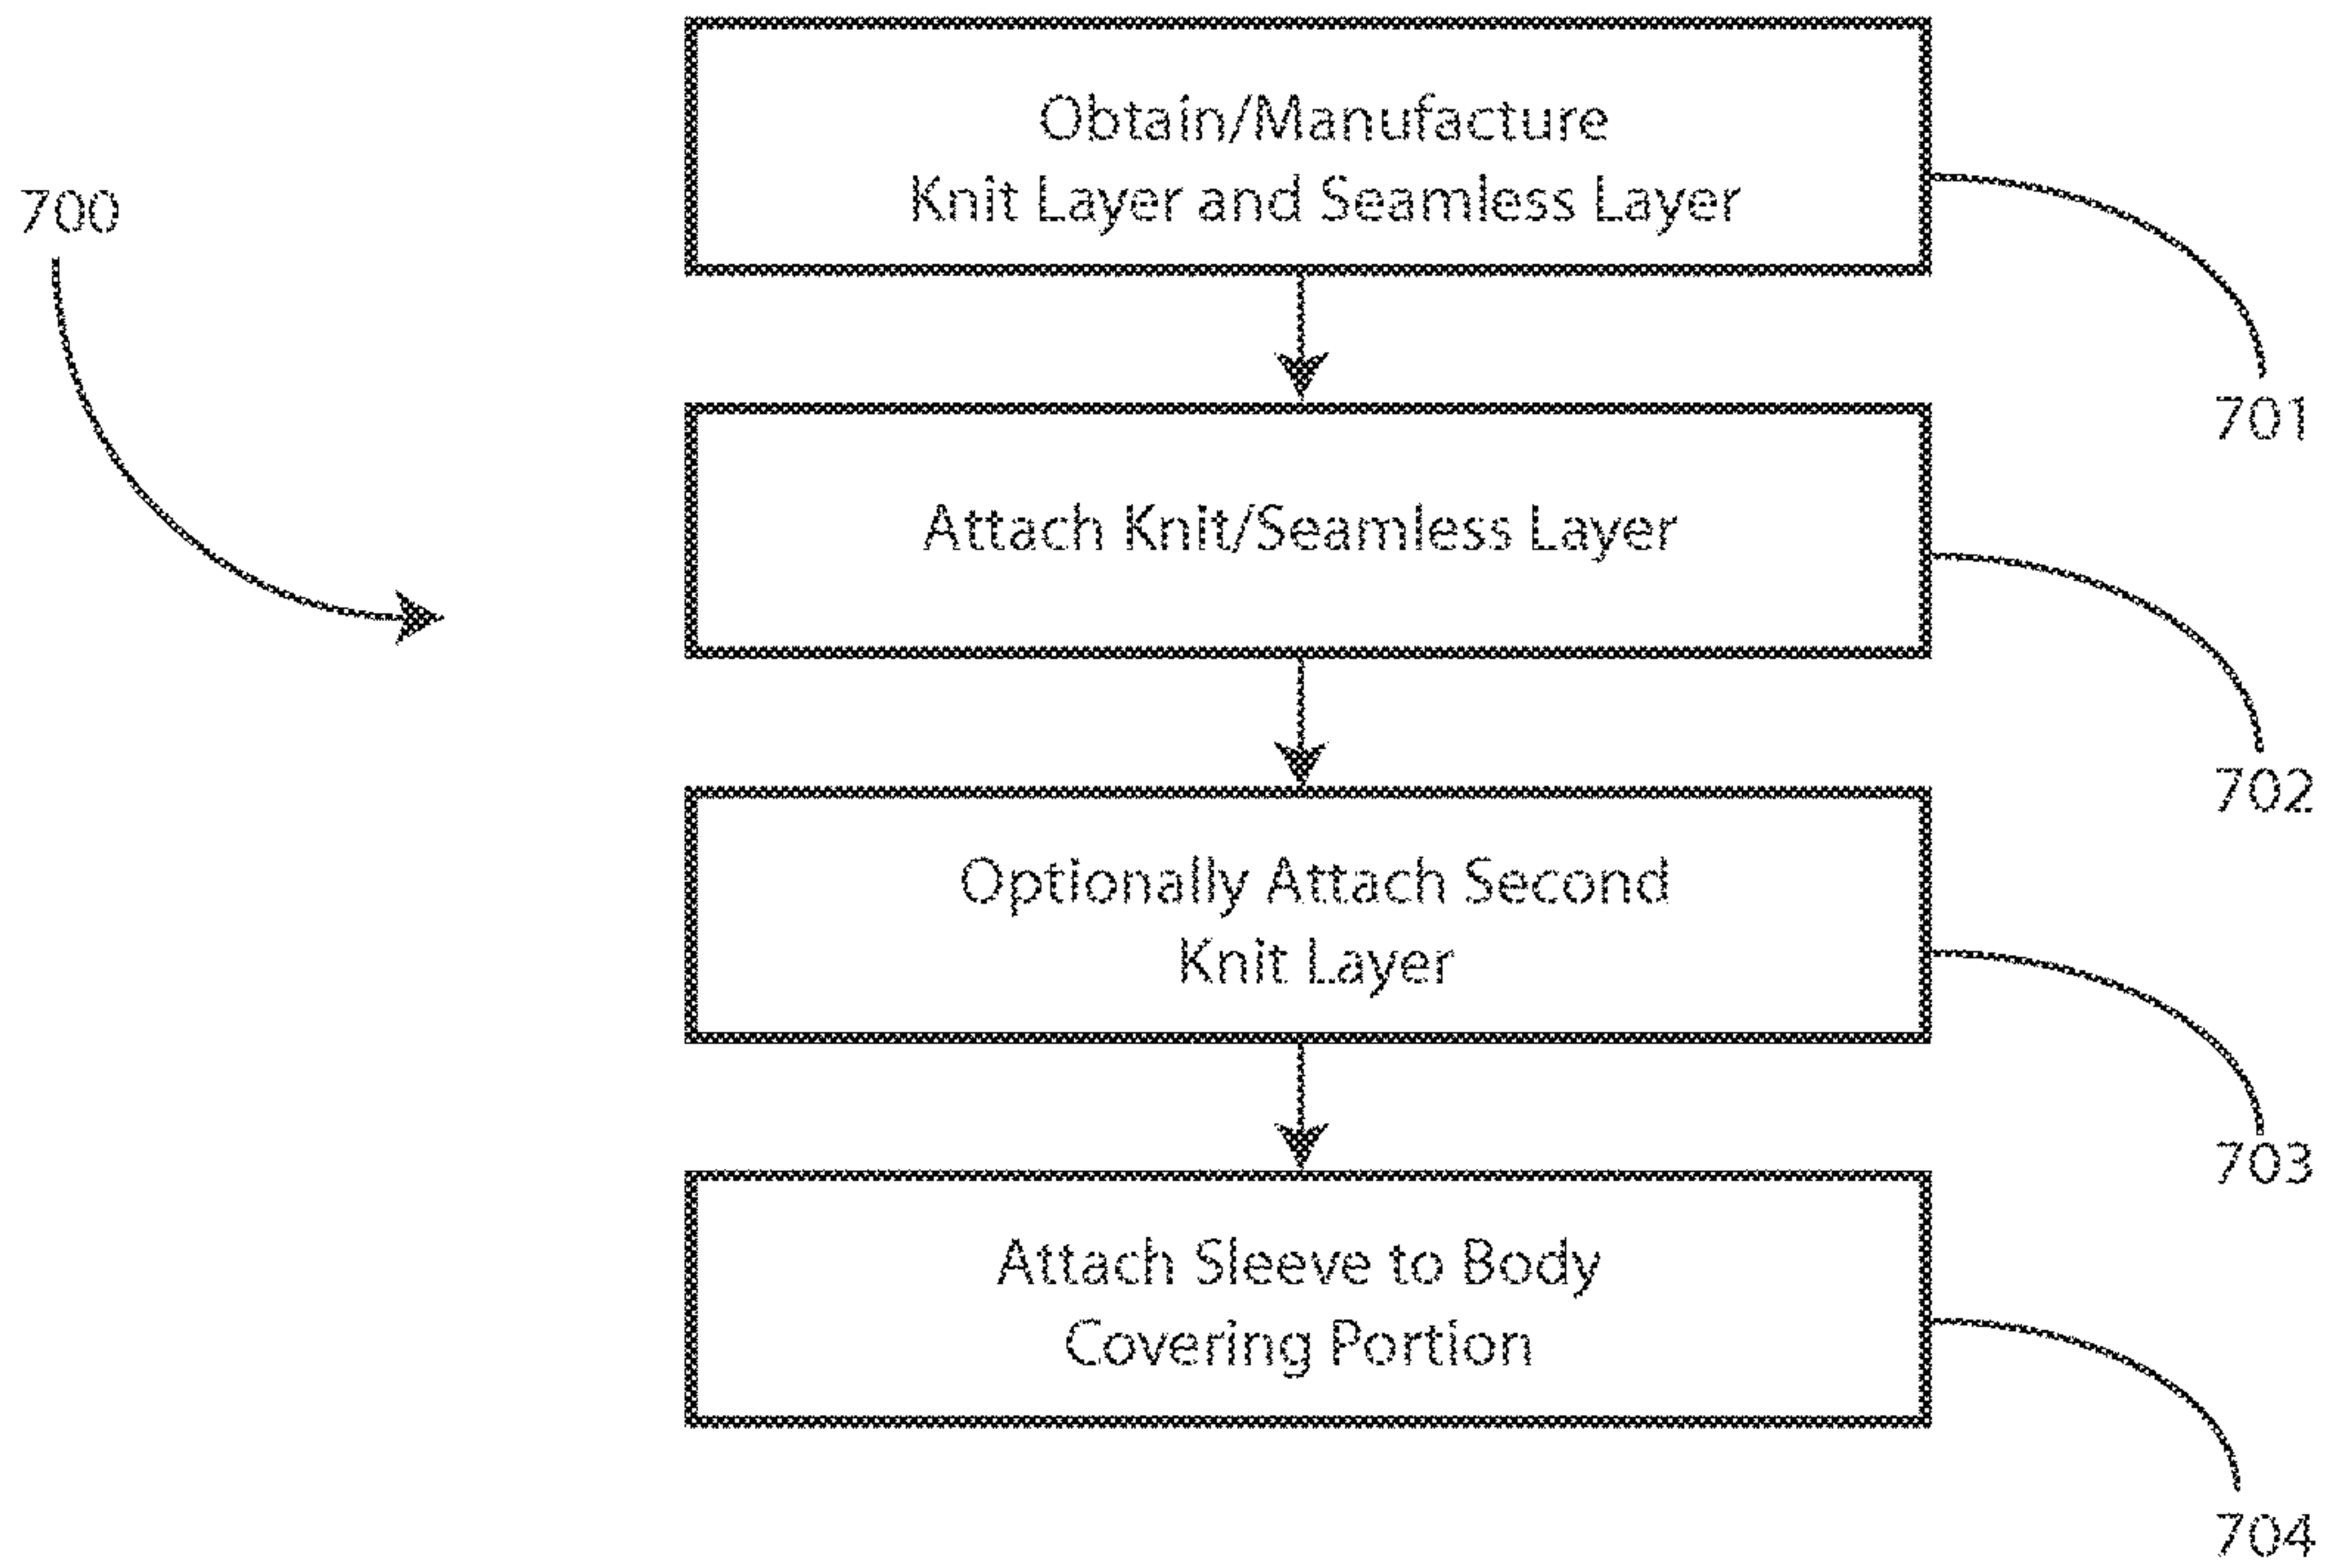 Obtain/Manufacture
Knit Layer and Seamless Layer
700
701
Attach Knit/Seamless Layer
702
Optionally Attach Second
Knit Layer
703
Attach Sleeve to Body
Covering Portion
704